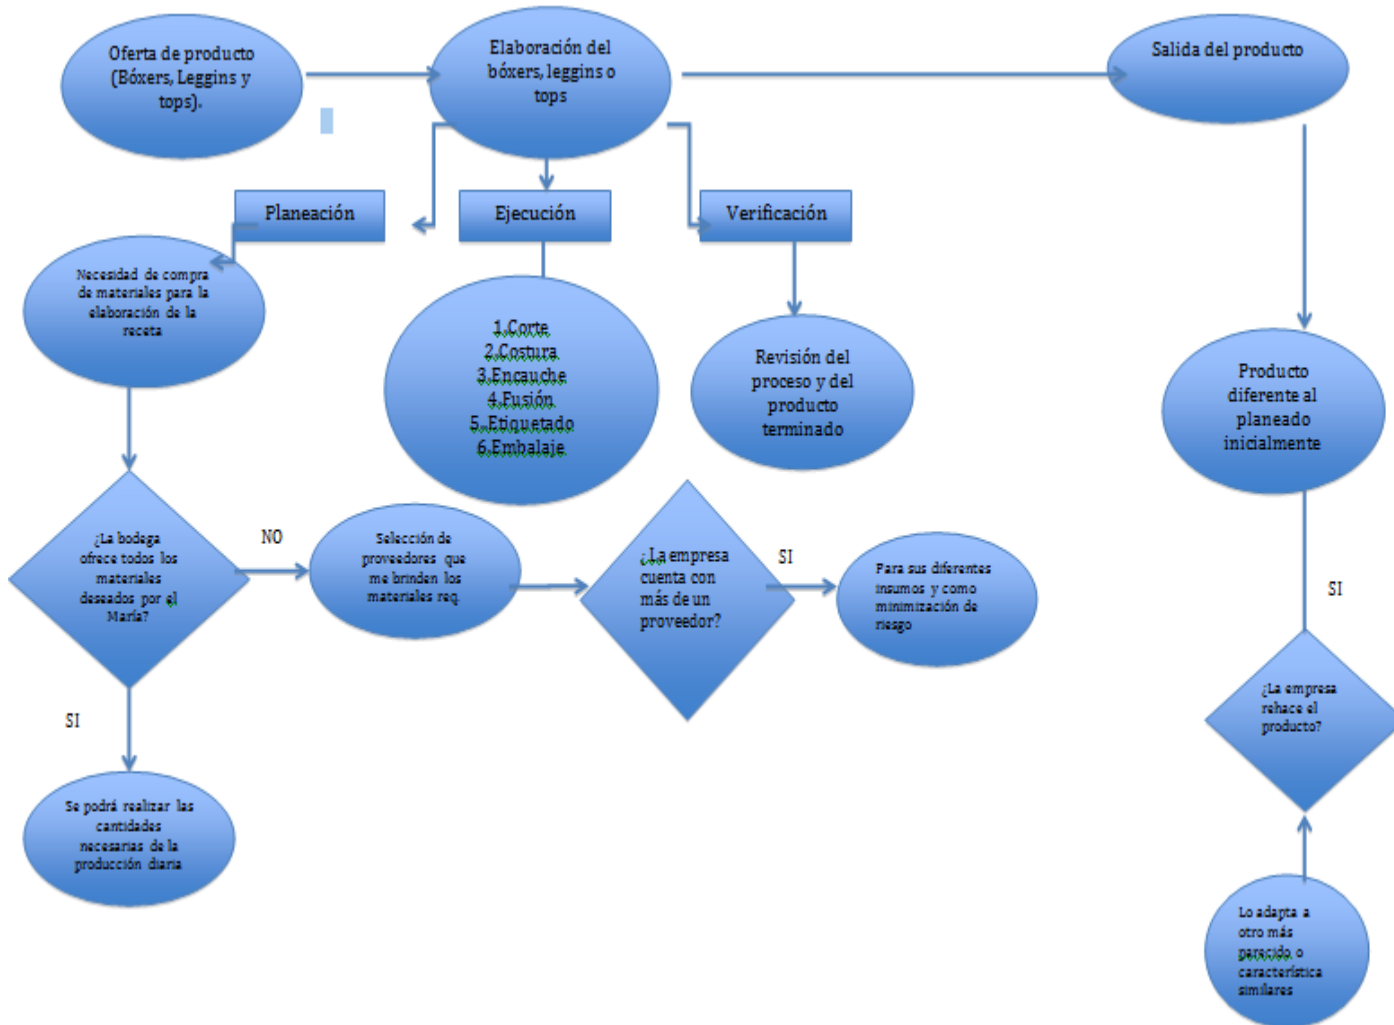 Oferta de producto
(Bóxers, Leggins y
tops).
Elaboración del
bóxers, leggins o
tops
Salida del producto
Planeación
Ejecución
Verificación
Necesidad de compra
de materiales para la
elaboración de la
receta
1.Corte
2.Costura
3.Encauche
4.Fusión
5.Etiquetado
6.Embalaje
Revisión del
proceso y del
producto
terminado
Producto
diferente al
planeado
inicialmente
¿La bodega
ofrece todos los
materiales
deseados por el
María?
NO
Selección de
proveedores que
me brinden los
materiales req.
¿La empresa
cuenta con
más de un
proveedor?
SI
Para sus diferentes
insumos y como
minimización de
riesgo
SI
¿La empresa
rehace el
producto?
SI
Se podrá realizar las
cantidades
necesarias de la
producción diaria
Lo adapta a
otro más
parecido o
característica
similares